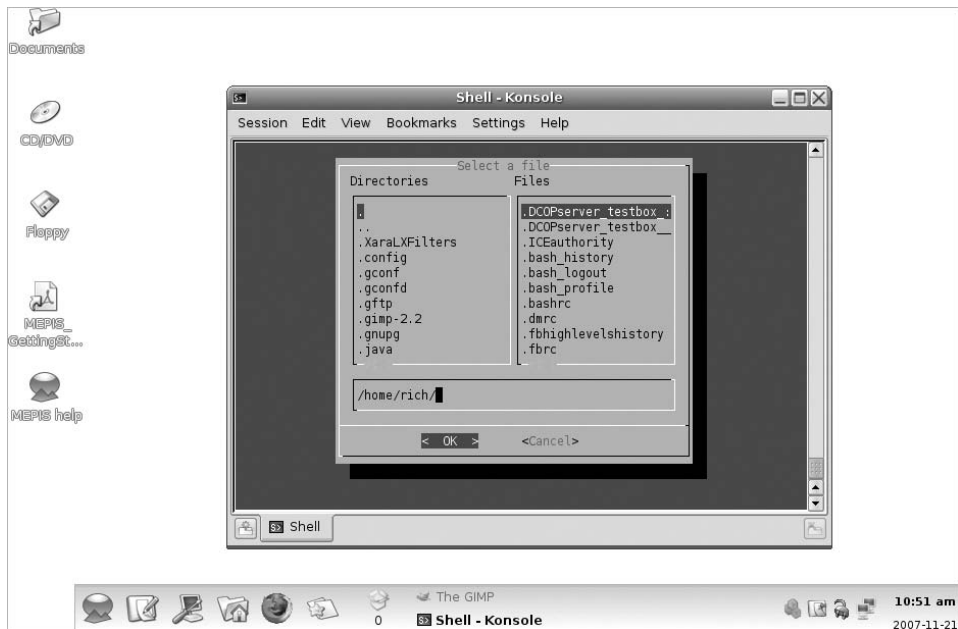 Documents
CD/DVD
Floppy
MEPIS_
GettingSt...
MEPIS help
Shell - Konsole
Session Edit View Bookmarks Settings Help
Select a file
Directories
.
..
.XaraLXFilters
.config
.gconf
.gconfd
.gftp
.gimp-2.2
.gnupg
.java
Files
.DCOPserver_testbox_:
.DCOPserver_testbox__
.ICEauthority
.bash_history
.bash_logout
.bash_profile
.bashrc
.dmrc
.fbhighlevelshistory
.fbrc
/home/rich/
< OK > <Cancel>
Shell
0
The GIMP
Shell - Konsole
10:51 am
2007-11-21